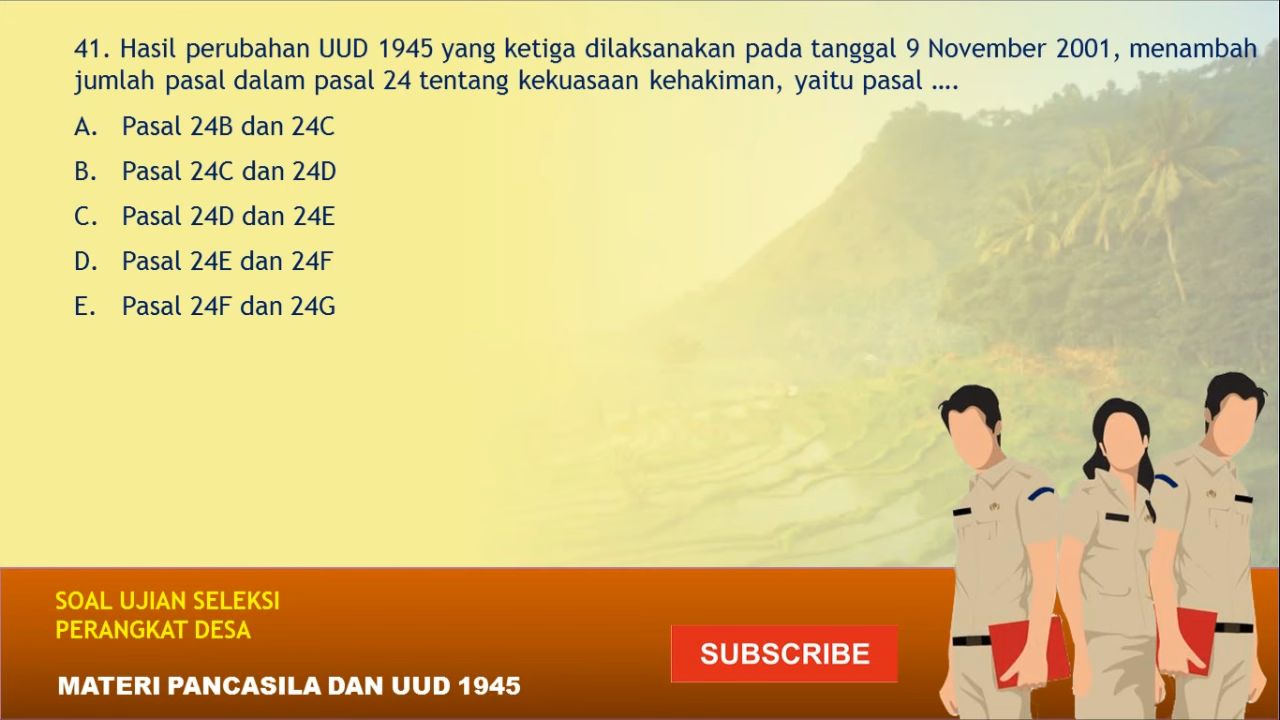 41. Hasil perubahan UUD 1945 yang ketiga dilaksanakan pada tanggal 9 November 2001, menambah
jumlah pasal dalam pasal 24 tentang kekuasaan kehakiman, yaitu pasal ....
A. Pasal 24B dan 24C
B. Pasal 24C dan 24D
C. Pasal 24D dan 24E
D. Pasal 24E dan 24F
E. Pasal 24F dan 24G
SOAL UJIAN SELEKSI
PERANGKAT DESA
SUBSCRIBE
MATERI PANCASILA DAN UUD 1945